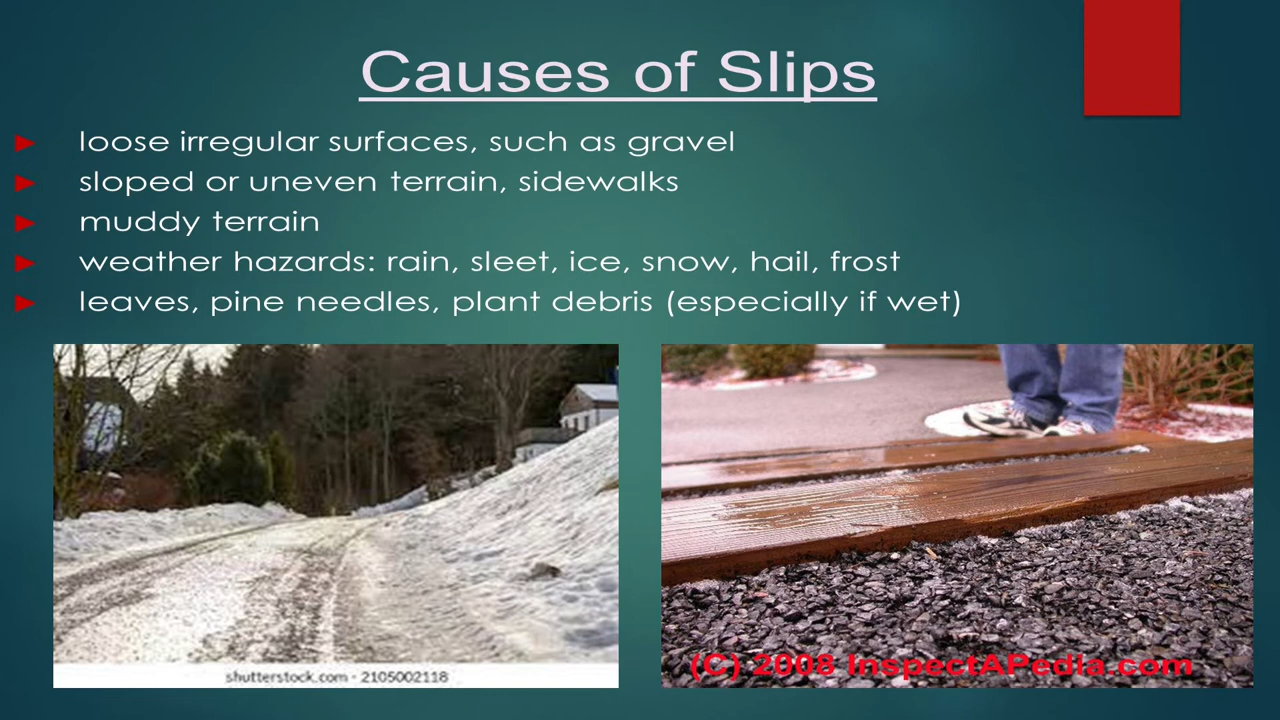 Causes of Slips
loose irregular surfaces, such as gravel
sloped or uneven terrain, sidewalks
muddy terrain
weather hazards: rain, sleet, ice, snow, hail, frost
leaves, pine needles, plant debris (especially if wet)
shutterstock.com - 2105002118
(C) 2008 InspectAPedia.com